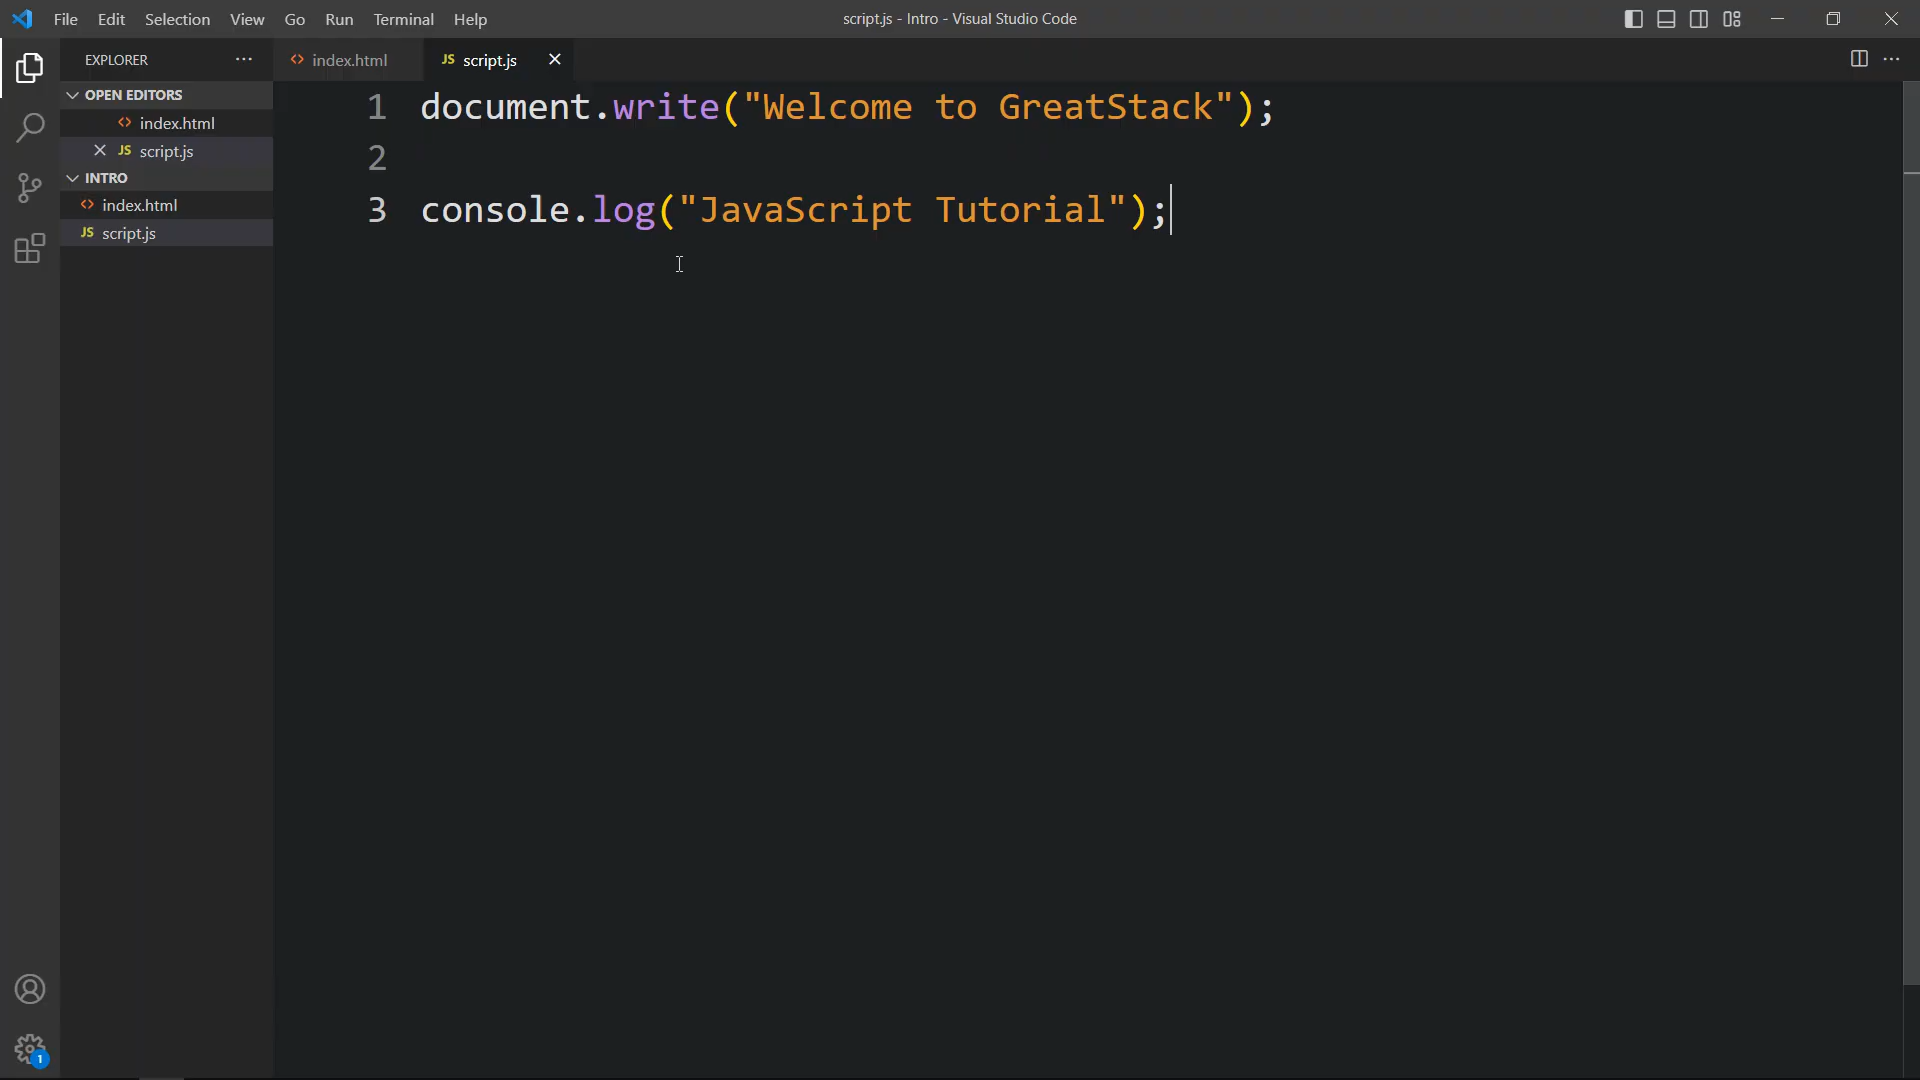 File Edit Selection View Go Run Terminal Help
script.js - Intro - Visual Studio Code
EXPLORER
OPEN EDITORS
index.html
JS script.js
INTRO
index.html
JS script.js
index.html
JS script.js
1 document.write("Welcome to GreatStack");
2
3 console.log("JavaScript Tutorial");
1